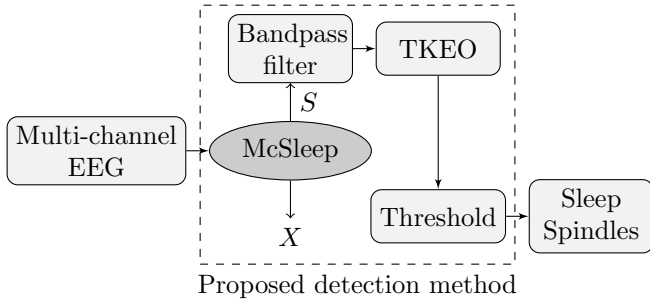 Bandpass
filter
TKEO
S
Multi-channel
EEG
McSleep
Threshold
Sleep
Spindles
X
Proposed detection method